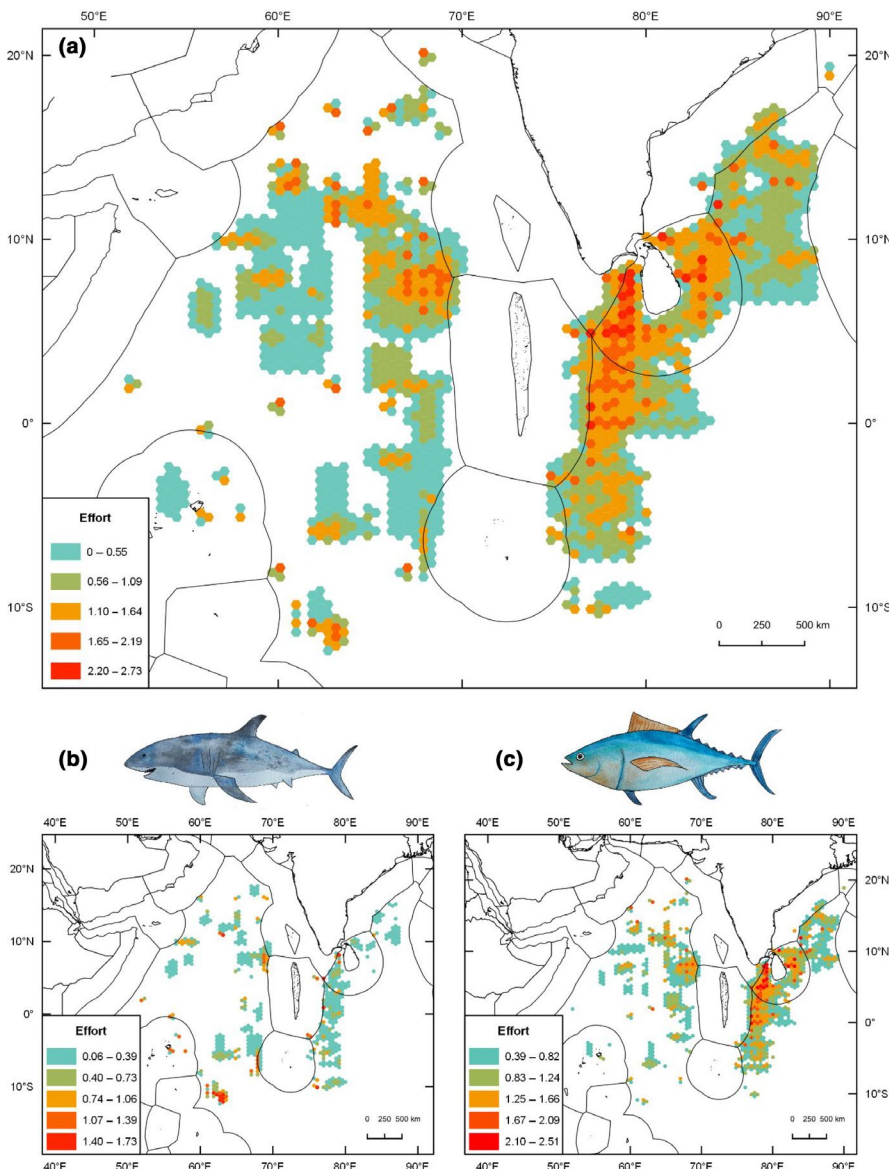 50°E 60°E 70°E 80°E 90°E
(a)
20°N 20°N
10°N 10°N
0° 0°
10°S 10°S
Effort
0 – 0.55
0.56 – 1.09
1.10 – 1.64
1.65 – 2.19
2.20 – 2.73
0 250 500 km
(b)
(c)
40°E 50°E 60°E 70°E 80°E 90°E
20°N
10°N
0°
10°S
Effort
0.06 – 0.39
0.40 – 0.73
0.74 – 1.06
1.07 – 1.39
1.40 – 1.73
0 250 500 km
40°E 50°E 60°E 70°E 80°E 90°E
40°E 50°E 60°E 70°E 80°E 90°E
20°N
10°N
0°
10°S
Effort
0.39 – 0.82
0.83 – 1.24
1.25 – 1.66
1.67 – 2.09
2.10 – 2.51
0 250 500 km
40°E 50°E 60°E 70°E 80°E 90°E